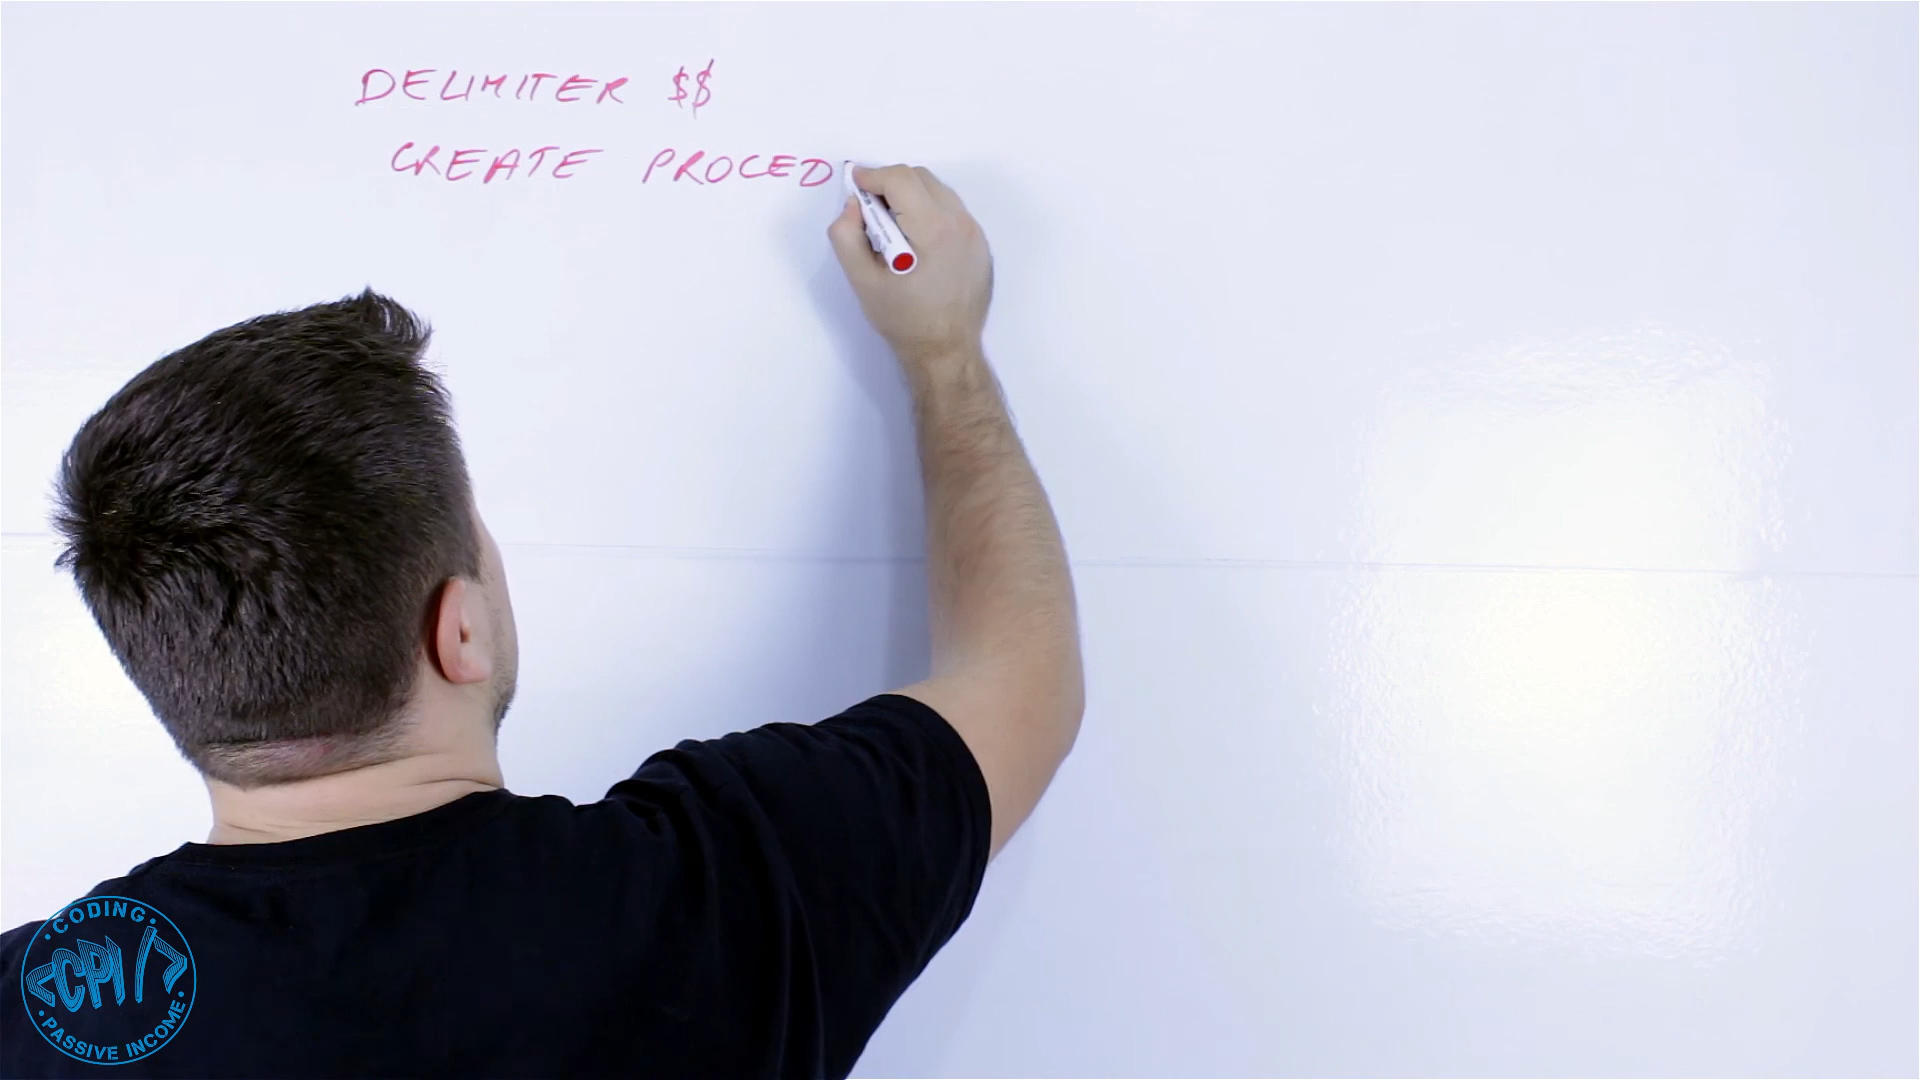 DELIMITER $$
CREATE PROCED
CODING
<CPI/>
PASSIVE INCOME